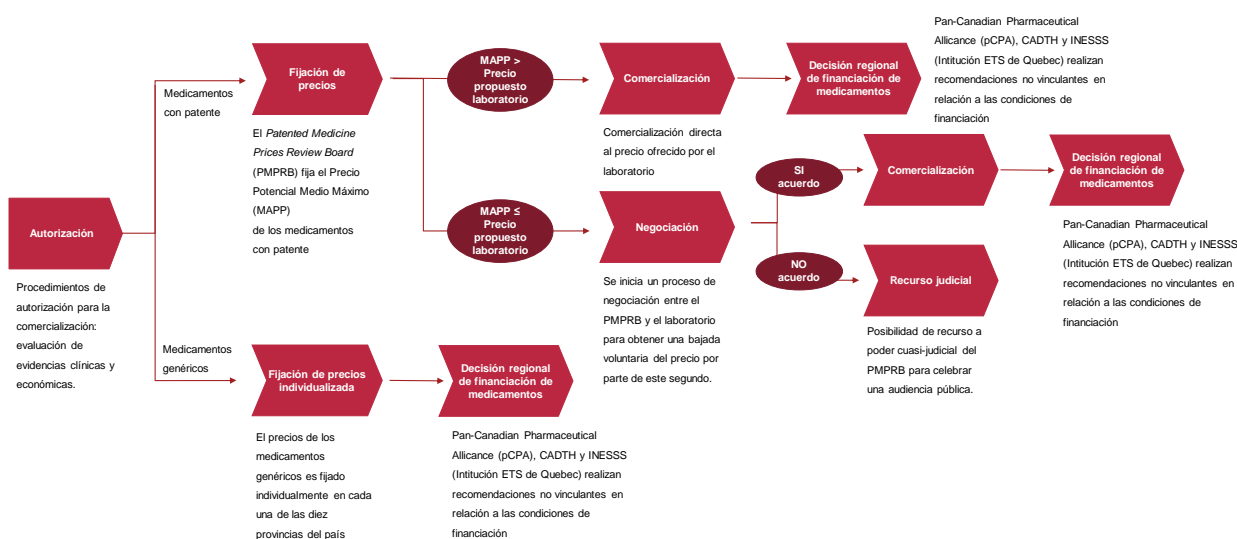 Autorización
Procedimientos de
autorización para la
comercialización:
evaluación de
evidencias clínicas y
económicas.
Medicamentos
con patente
Fijación de
precios
El Patented Medicine
Prices Review Board
(PMPRB) fija el Precio
Potencial Medio Máximo
(MAPP)
de los medicamentos
con patente
MAPP >
Precio
propuesto
laboratorio
Comercialización
Comercialización directa
al precio ofrecido por el
laboratorio
Decisión regional
de financiación de
medicamentos
Pan-Canadian Pharmaceutical
Allicance (pCPA), CADTH y INESSS
(Intitución ETS de Quebec) realizan
recomendaciones no vinculantes en
relación a las condiciones de
financiación
MAPP ≤
Precio
propuesto
laboratorio
Negociación
Se inicia un proceso de
negociación entre el
PMPRB y el laboratorio
para obtener una bajada
voluntaria del precio por
parte de este segundo.
SI
acuerdo
Comercialización
Decisión regional
de financiación de
medicamentos
Pan-Canadian Pharmaceutical
Allicance (pCPA), CADTH y INESSS
(Intitución ETS de Quebec) realizan
recomendaciones no vinculantes en
relación a las condiciones de
financiación
NO
acuerdo
Recurso judicial
Posibilidad de recurso a
poder cuasi-judicial del
PMPRB para celebrar
una audiencia pública.
Medicamentos
genéricos
Fijación de precios
individualizada
El precios de los
medicamentos
genéricos es fijado
individualmente en cada
una de las diez
provincias del país
Decisión regional
de financiación de
medicamentos
Pan-Canadian Pharmaceutical
Allicance (pCPA), CADTH y INESSS
(Intitución ETS de Quebec) realizan
recomendaciones no vinculantes en
relación a las condiciones de
financiación